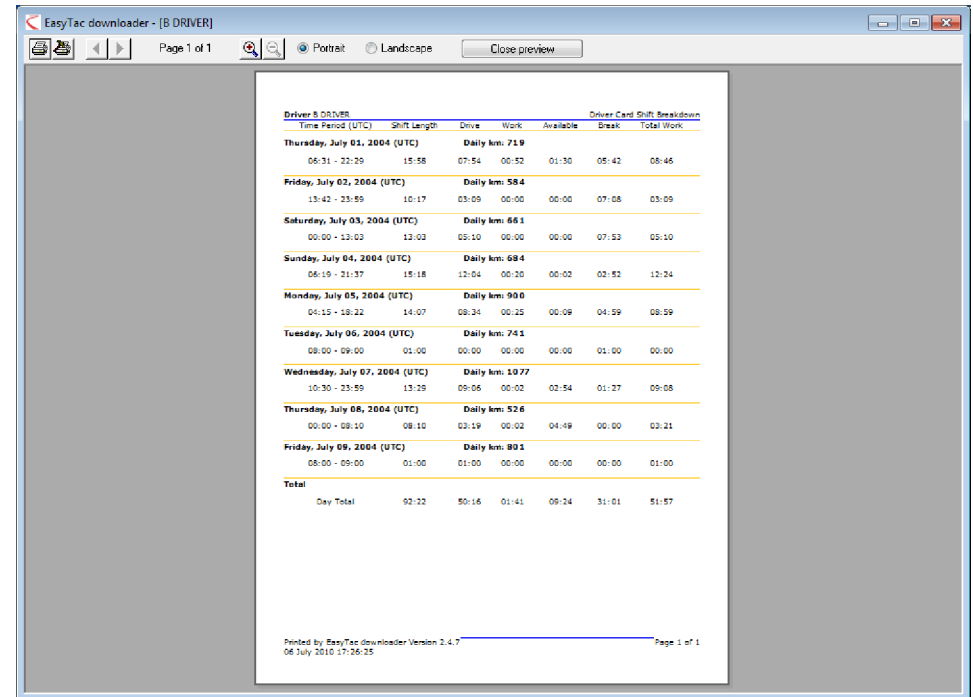 EasyTac downloader - [B DRIVER]
Page 1 of 1 Portrait Landscape Close preview
Driver B DRIVER Driver Card Shift Breakdown
Time Period (UTC) Shift Length Drive Work Available Break Total Work
Thursday, July 01, 2004 (UTC) Daily km: 719
06:31 - 22:29 15:58 07:54 00:52 01:30 05:42 08:46
Friday, July 02, 2004 (UTC) Daily km: 584
13:42 - 23:59 10:17 03:09 00:00 00:00 07:08 03:09
Saturday, July 03, 2004 (UTC) Daily km: 661
00:00 - 13:03 13:03 05:10 00:00 00:00 07:53 05:10
Sunday, July 04, 2004 (UTC) Daily km: 684
06:19 - 21:37 15:18 12:04 00:20 00:02 02:52 12:24
Monday, July 05, 2004 (UTC) Daily km: 900
04:15 - 18:22 14:07 08:34 00:25 00:09 04:59 08:59
Tuesday, July 06, 2004 (UTC) Daily km: 741
08:00 - 09:00 01:00 00:00 00:00 00:00 01:00 00:00
Wednesday, July 07, 2004 (UTC) Daily km: 1077
10:30 - 23:59 13:29 09:06 00:02 02:54 01:27 09:08
Thursday, July 08, 2004 (UTC) Daily km: 526
00:00 - 08:10 08:10 03:19 00:02 04:49 00:00 03:21
Friday, July 09, 2004 (UTC) Daily km: 801
08:00 - 09:00 01:00 01:00 00:00 00:00 00:00 01:00
Total
Day Total 92:22 50:16 01:41 09:24 31:01 51:57
Printed by EasyTac downloader Version 2.4.7 Page 1 of 1
06 July 2010 17:26:25